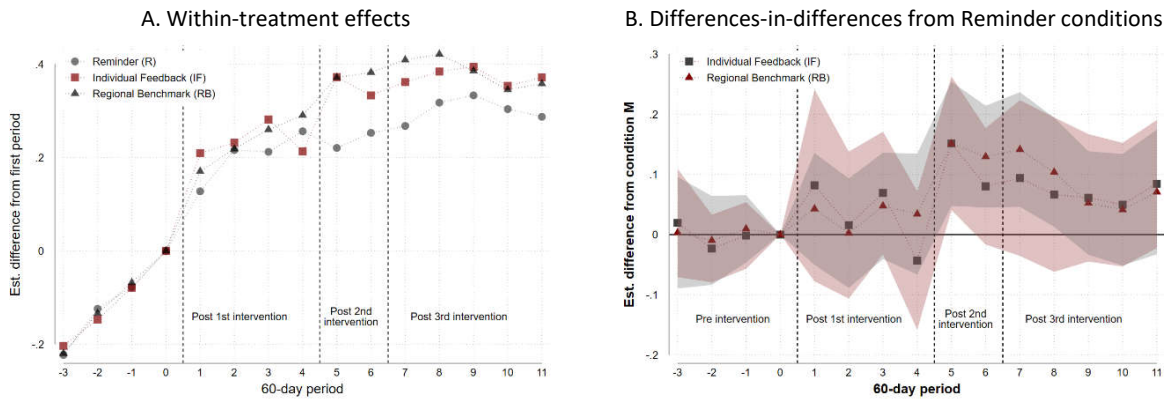 A. Within-treatment effects
Est. difference from first period
.4
.2
0
-.2
Reminder (R)
Individual Feedback (IF)
Regional Benchmark (RB)
Post 1st intervention
Post 2nd
intervention
Post 3rd intervention
-3 -2 -1 0 1 2 3 4 5 6 7 8 9 10 11
60-day period
B. Differences-in-differences from Reminder conditions
Est. difference from condition M
.3
.2
.1
0
-.1
-.2
Individual Feedback (IF)
Regional Benchmark (RB)
Pre intervention
Post 1st intervention
Post 2nd
intervention
Post 3rd intervention
-3 -2 -1 0 1 2 3 4 5 6 7 8 9 10 11
60-day period